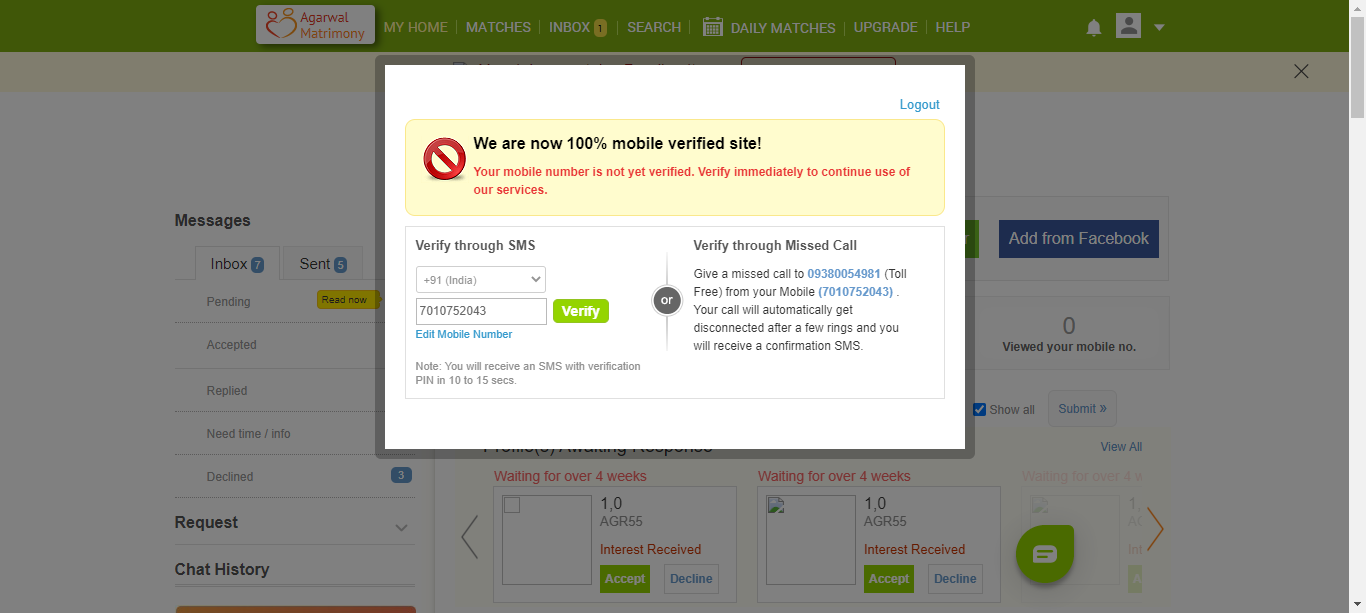 Agarwal
Matrimony
MY HOME
MATCHES
INBOX 1
SEARCH
DAILY MATCHES
UPGRADE
HELP
Logout
We are now 100% mobile verified site!
Your mobile number is not yet verified. Verify immediately to continue use of
our services.
Verify through SMS
+91 (India)
7010752043
Verify
Edit Mobile Number
Note: You will receive an SMS with verification
PIN in 10 to 15 secs.
or
Verify through Missed Call
Give a missed call to 09380054981 (Toll
Free) from your Mobile (7010752043) .
Your call will automatically get
disconnected after a few rings and you
will receive a confirmation SMS.
Messages
Inbox 7
Sent 5
Pending
Read now
Accepted
Replied
Need time / info
Declined 3
Request
Chat History
Add from Facebook
0
Viewed your mobile no.
Show all
Submit »
View All
Waiting for over 4 weeks
1,0
AGR55
Interest Received
Accept
Decline
Waiting for over 4 weeks
1,0
AGR55
Interest Received
Accept
Decline
Waiting for over 4 w
1,